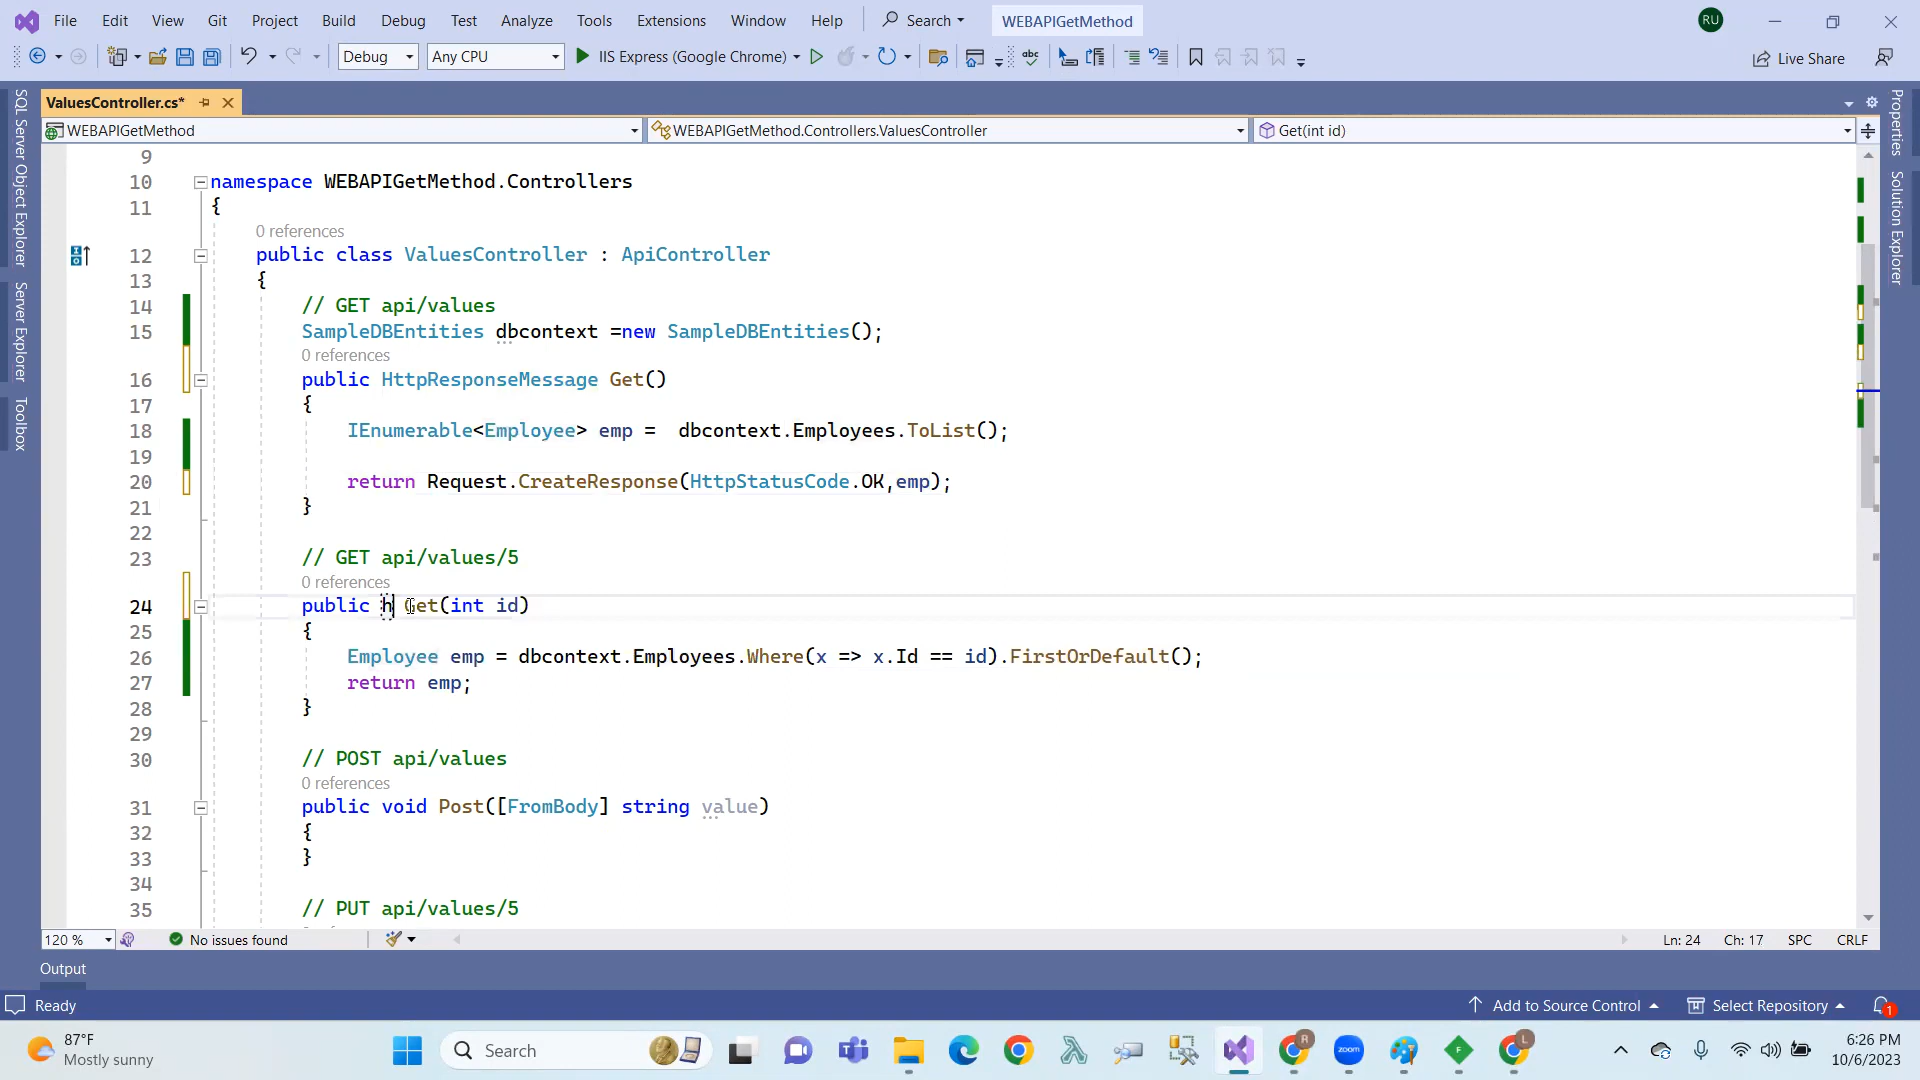 File Edit View Git Project Build Debug Test Analyze Tools Extensions Window Help Search WEBAPIGetMethod RU
Debug Any CPU IIS Express (Google Chrome) abc Live Share
ValuesController.cs*
WEBAPIGetMethod WEBAPIGetMethod.Controllers.ValuesController Get(int id)
SQL Server Object Explorer
Server Explorer
Toolbox
Properties
Solution Explorer
9
10 namespace WEBAPIGetMethod.Controllers
11 {
0 references
12 public class ValuesController : ApiController
13 {
14 // GET api/values
15 SampleDBEntities dbcontext =new SampleDBEntities();
0 references
16 public HttpResponseMessage Get()
17 {
18 IEnumerable<Employee> emp = dbcontext.Employees.ToList();
19
20 return Request.CreateResponse(HttpStatusCode.OK,emp);
21 }
22
23 // GET api/values/5
0 references
24 public h Get(int id)
25 {
26 Employee emp = dbcontext.Employees.Where(x => x.Id == id).FirstOrDefault();
27 return emp;
28 }
29
30 // POST api/values
0 references
31 public void Post([FromBody] string value)
32 {
33 }
34
35 // PUT api/values/5
120 % No issues found Ln: 24 Ch: 17 SPC CRLF
Output
Ready Add to Source Control Select Repository 1
87°F
Mostly sunny
Search
zoom
6:26 PM
10/6/2023